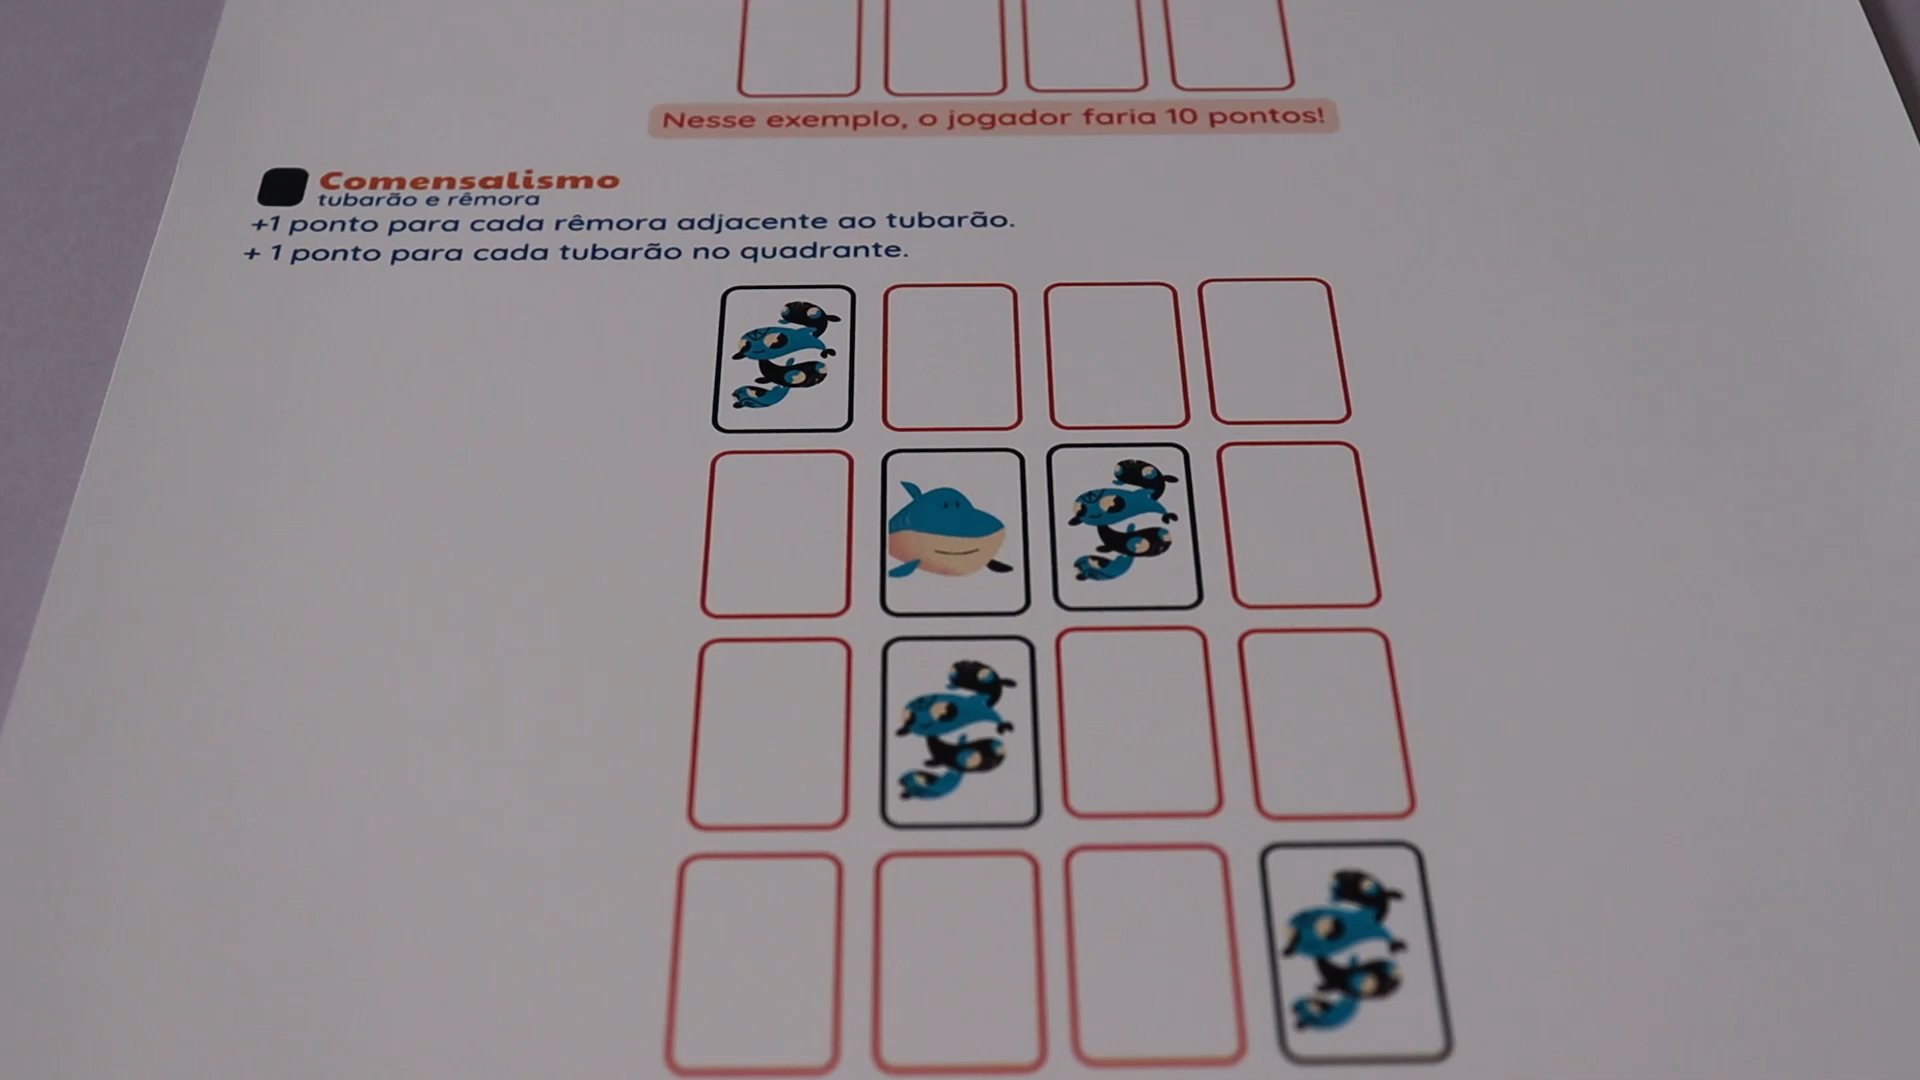 Nesse exemplo, o jogador faria 10 pontos!
Comensalismo
tubarão e rêmora
+1 ponto para cada rêmora adjacente ao tubarão.
+ 1 ponto para cada tubarão no quadrante.